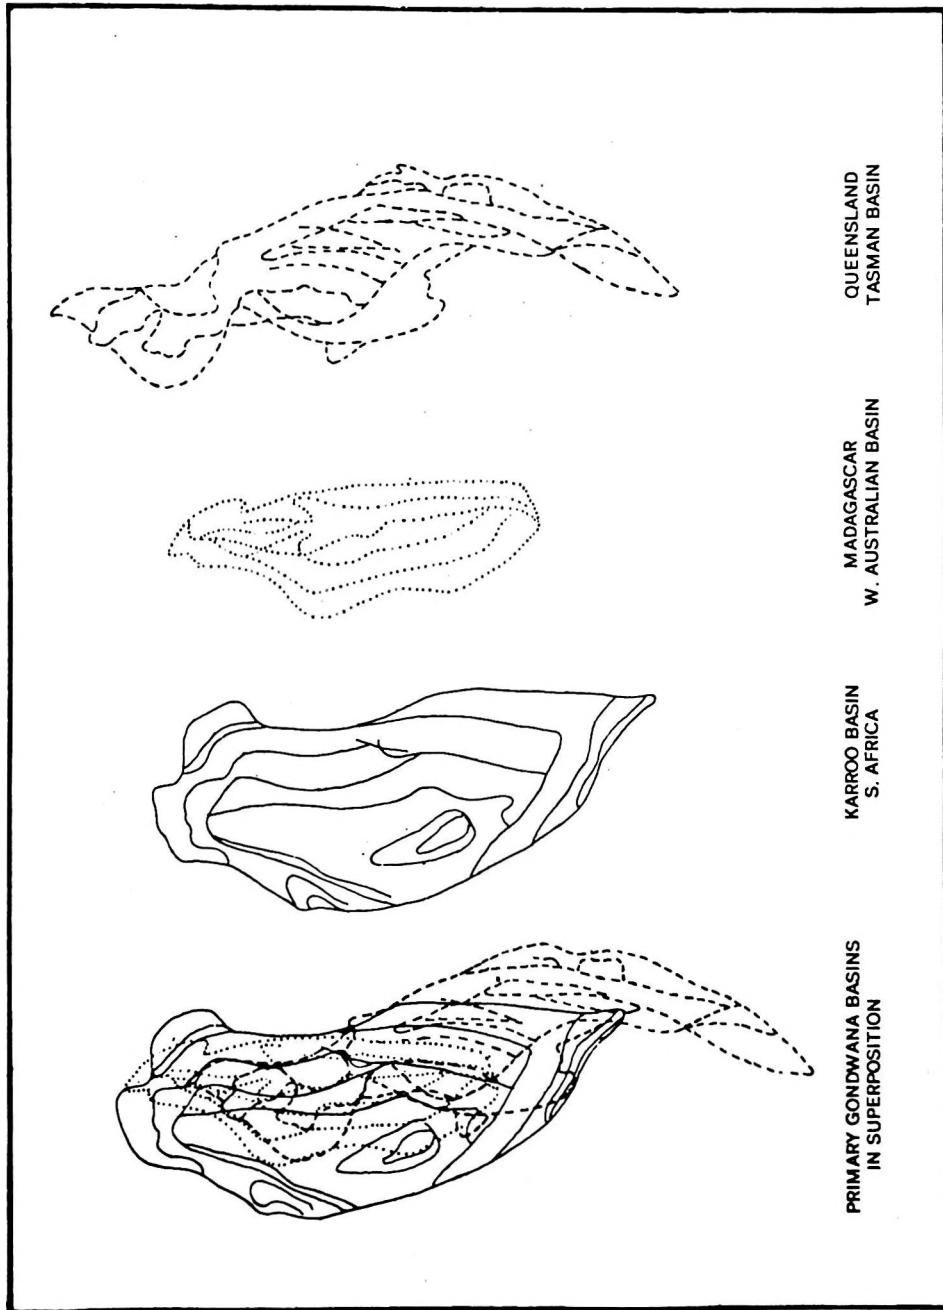 PRIMARY GONDWANA BASINS
IN SUPERPOSITION
KARROO BASIN
S. AFRICA
MADAGASCAR
W. AUSTRALIAN BASIN
QUEENSLAND
TASMAN BASIN